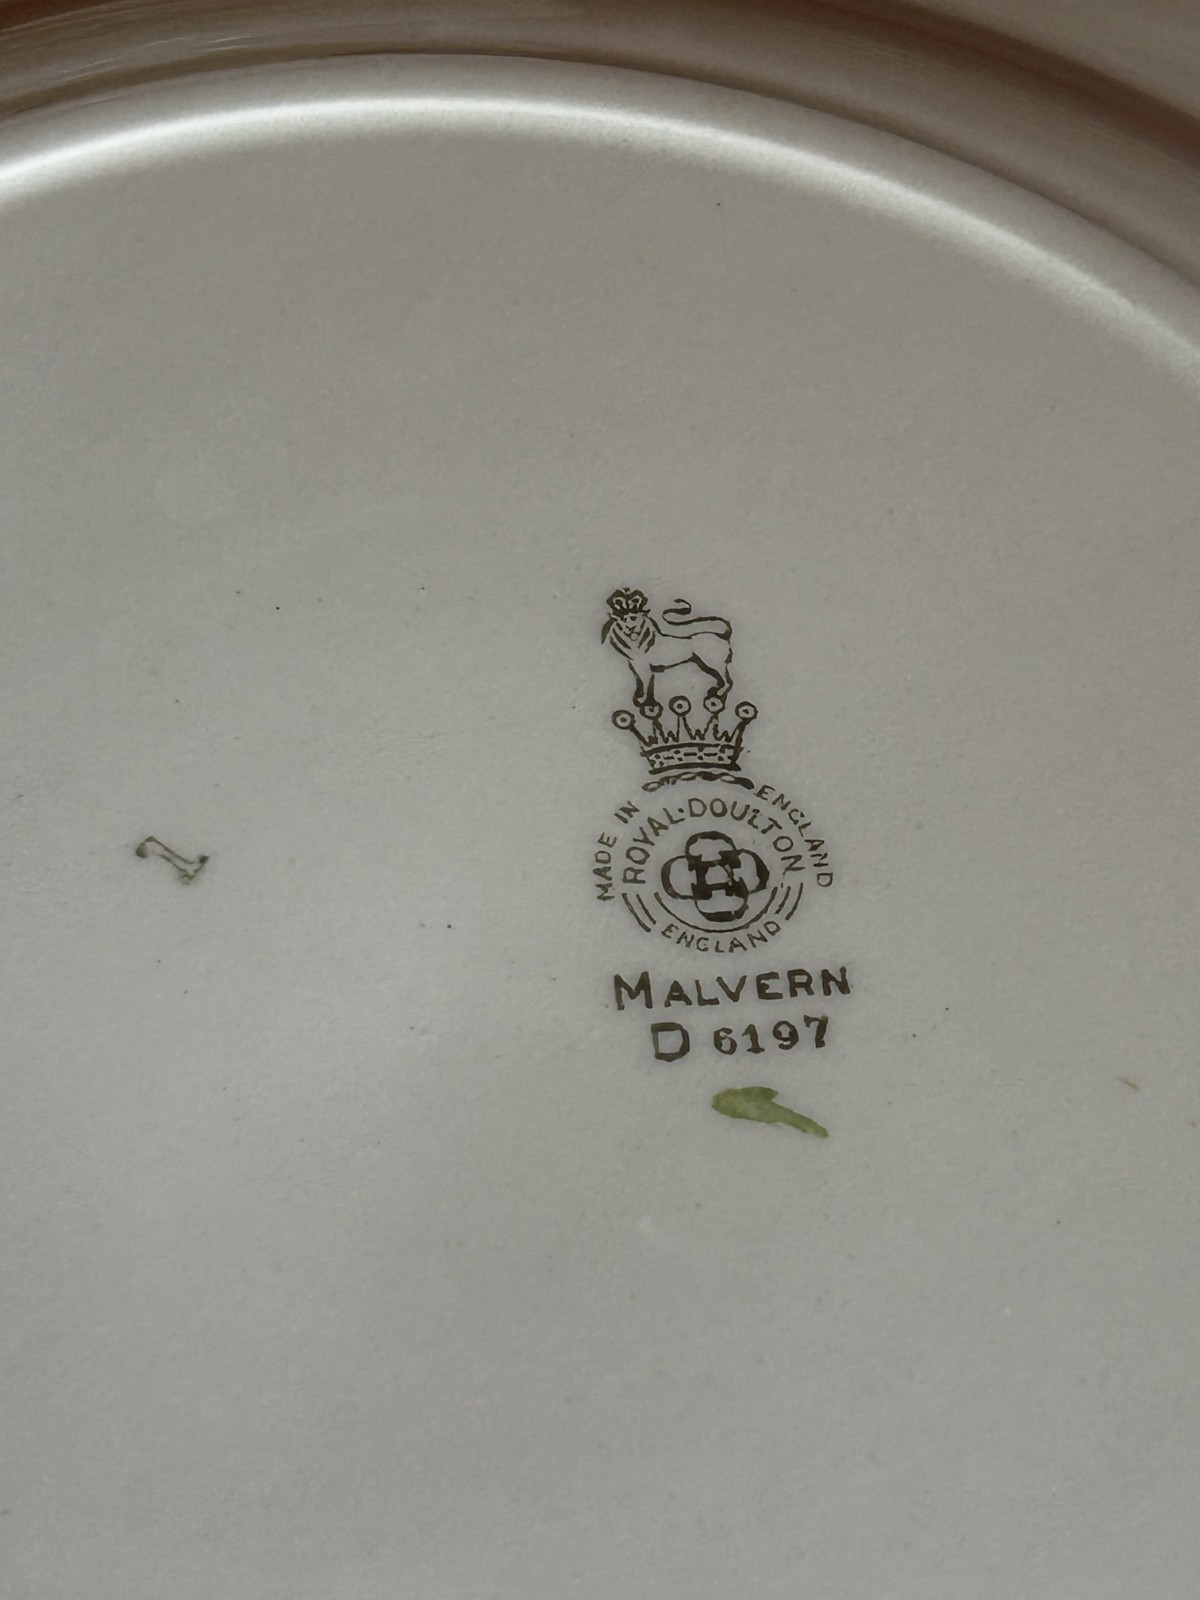 MADE IN ENGLAND
ROYAL·DOULTON
ENGLAND
MALVERN
D 6197